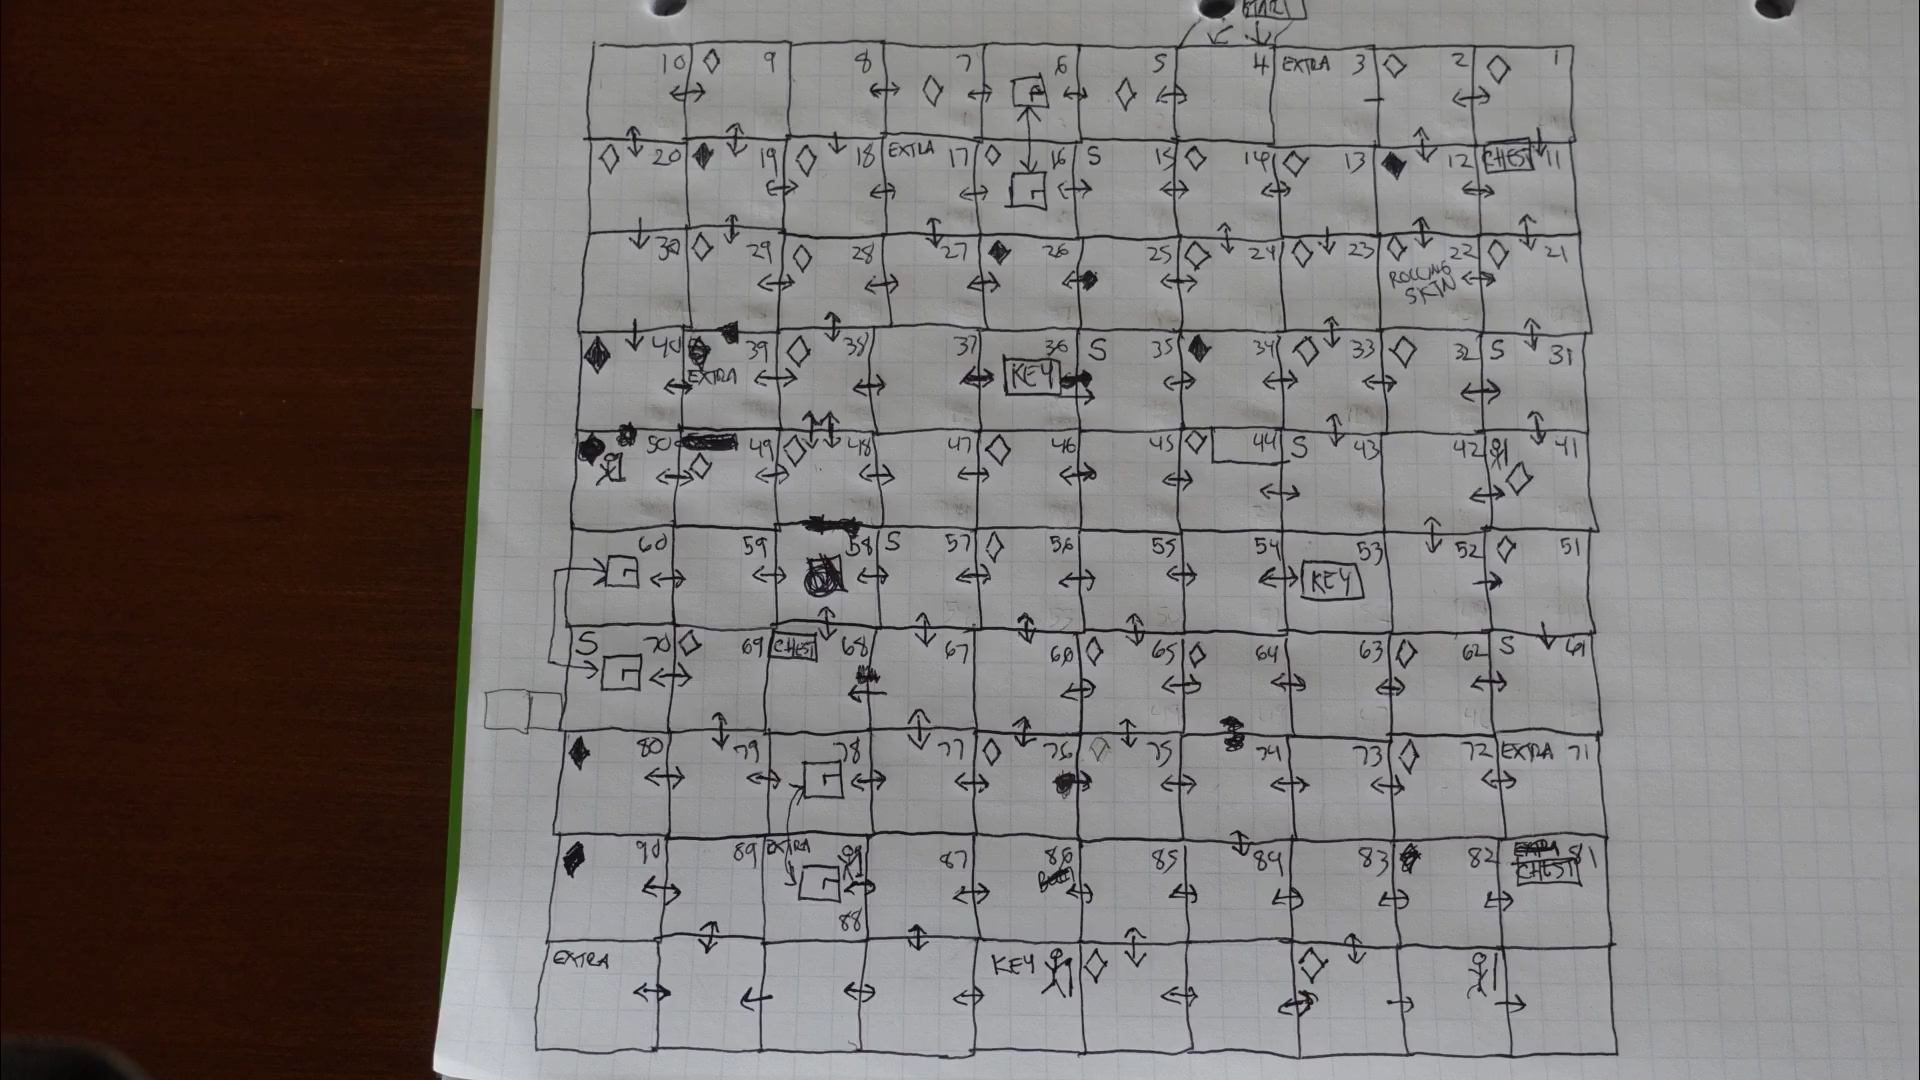 START
10 9 8 7 6 5 4 EXTRA 3 2 1
20 19 18 EXTRA 17 16 S 15 14 13 12 CHEST 11
30 29 28 27 26 25 24 23 22 21
ROLLING
SKIN
40 39 38 37 36 S 35 34 33 32 S 31
EXTRA KEY
50 49 48 47 46 45 44 S 43 42 41
60 59 58 S 57 56 55 54 53 52 51
KEY
S 70 69 CHEST 68 67 66 65 64 63 62 S 61
80 79 78 77 76 75 74 73 72 EXTRA 71
90 89 EXTRA 87 86 85 84 83 82 81
CHEST
88
EXTRA KEY